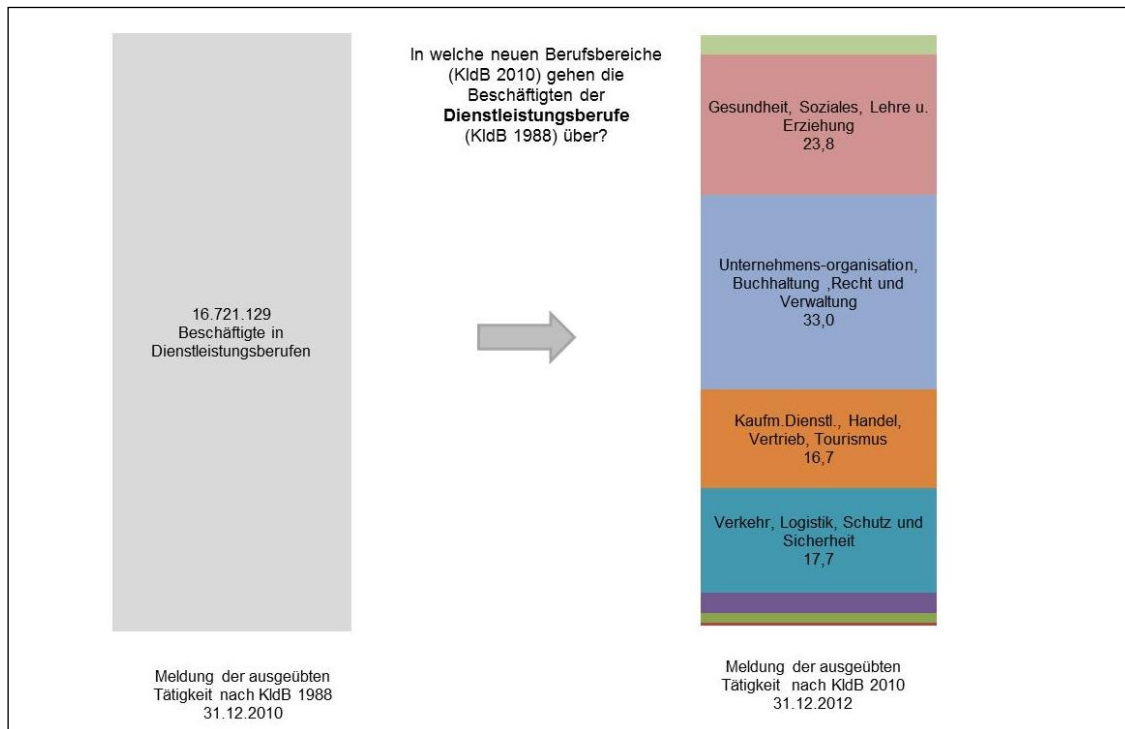 In welche neuen Berufsbereiche
(KldB 2010) gehen die
Beschäftigten der
Dienstleistungsberufe
(KldB 1988) über?
16.721.129
Beschäftigte in
Dienstleistungsberufen
Gesundheit, Soziales, Lehre u.
Erziehung
23,8
Unternehmens-organisation,
Buchhaltung ,Recht und
Verwaltung
33,0
Kaufm.Dienstl., Handel,
Vertrieb, Tourismus
16,7
Verkehr, Logistik, Schutz und
Sicherheit
17,7
Meldung der ausgeübten
Tätigkeit nach KldB 1988
31.12.2010
Meldung der ausgeübten
Tätigkeit nach KldB 2010
31.12.2012